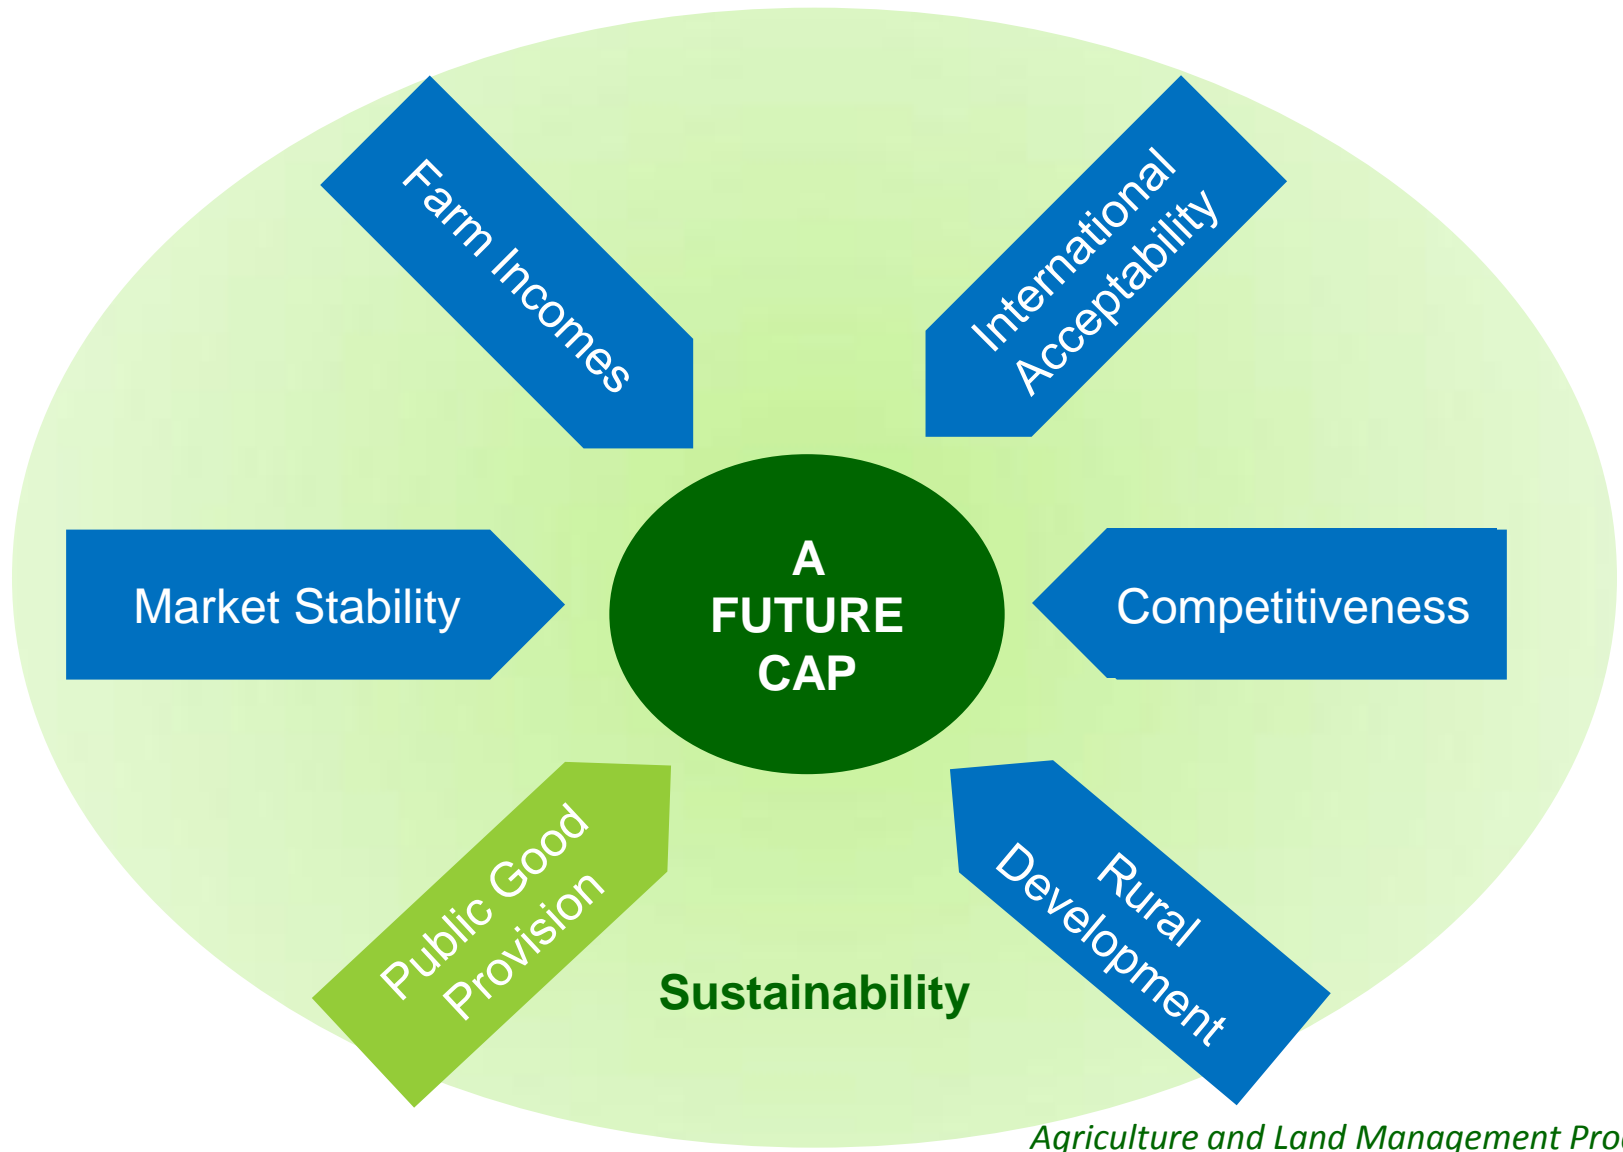 Farm Incomes
International
Acceptability
Market Stability
A
FUTURE
CAP
Competitiveness
Public Good
Provision
Rural
Development
Sustainability
Agriculture and Land Management